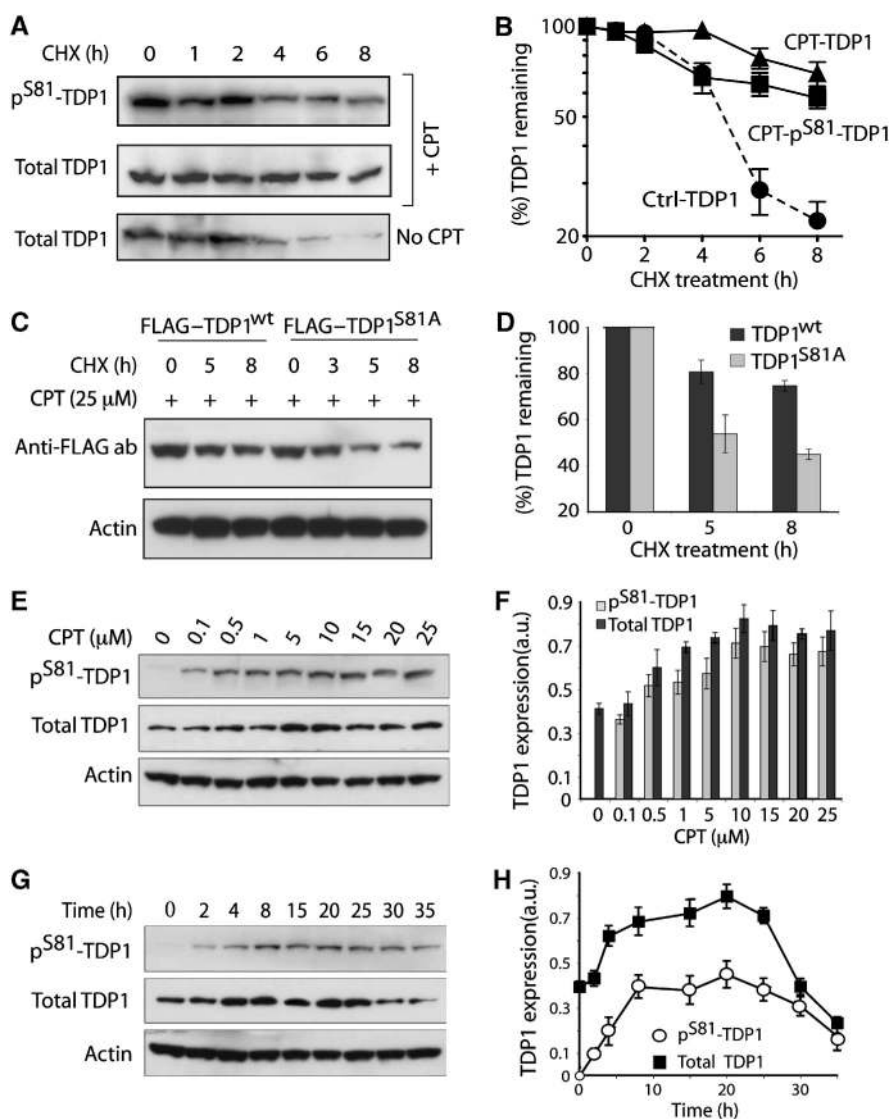 A
CHX (h) 0 1 2 4 6 8
pS81-TDP1
Total TDP1
+ CPT
Total TDP1
No CPT
B
(%) TDP1 remaining
100
50
20
CPT-TDP1
CPT-pS81-TDP1
Ctrl-TDP1
0 2 4 6 8
CHX treatment (h)
C
FLAG–TDP1wt FLAG–TDP1S81A
CHX (h) 0 5 8 0 3 5 8
CPT (25 µM) + + + + + + +
Anti-FLAG ab
Actin
D
(%) TDP1 remaining
100
80
60
40
20
TDP1wt
TDP1S81A
0 5 8
CHX treatment (h)
E
CPT (µM) 0 0.1 0.5 1 5 10 15 20 25
pS81-TDP1
Total TDP1
Actin
F
TDP1 expression(a.u.)
0.9
0.7
0.5
0.3
0.1
0
pS81-TDP1
Total TDP1
0 0.1 0.5 1 5 10 15 20 25
CPT (µM)
G
Time (h) 0 2 4 8 15 20 25 30 35
pS81-TDP1
Total TDP1
Actin
H
TDP1 expression(a.u.)
0.9
0.7
0.5
0.3
0.1
0
pS81-TDP1
Total TDP1
0 10 20 30
Time (h)